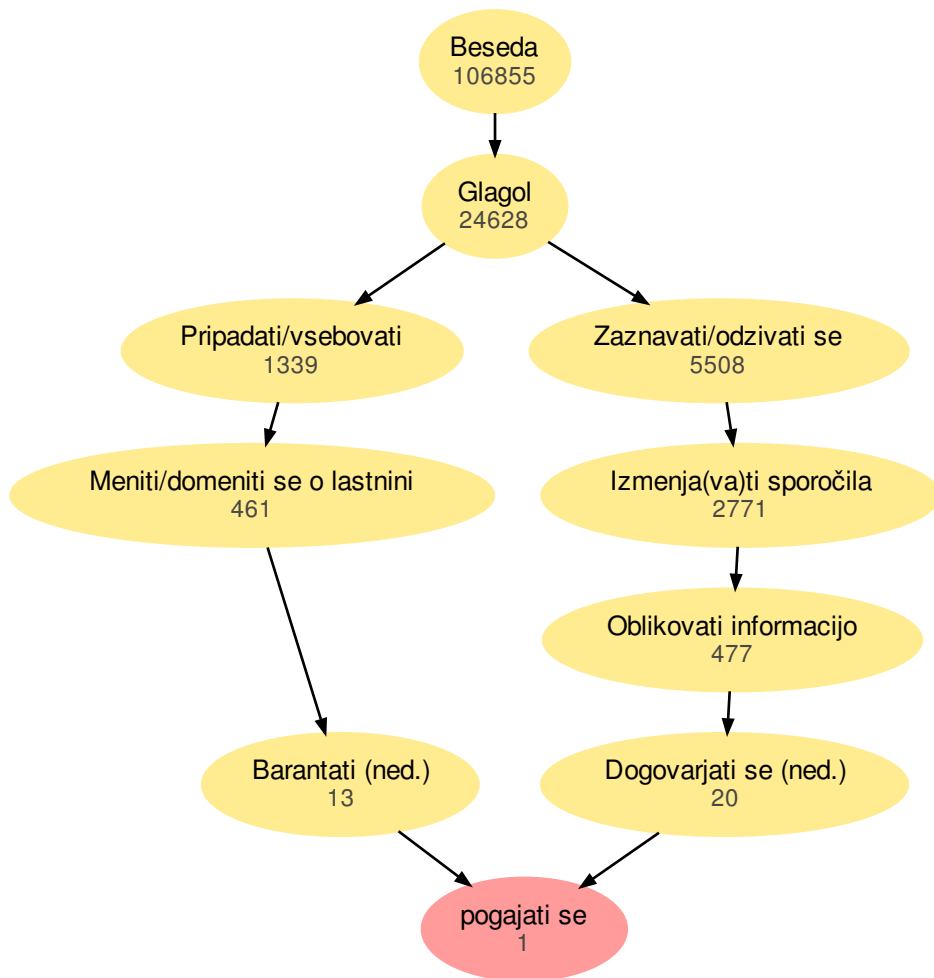 Beseda
106855
Glagol
24628
Pripadati/vsebovati
1339
Zaznavati/odzivati se
5508
Meniti/domeniti se o lastnini
461
Izmenja(va)ti sporočila
2771
Oblikovati informacijo
477
Barantati (ned.)
13
Dogovarjati se (ned.)
20
pogajati se
1